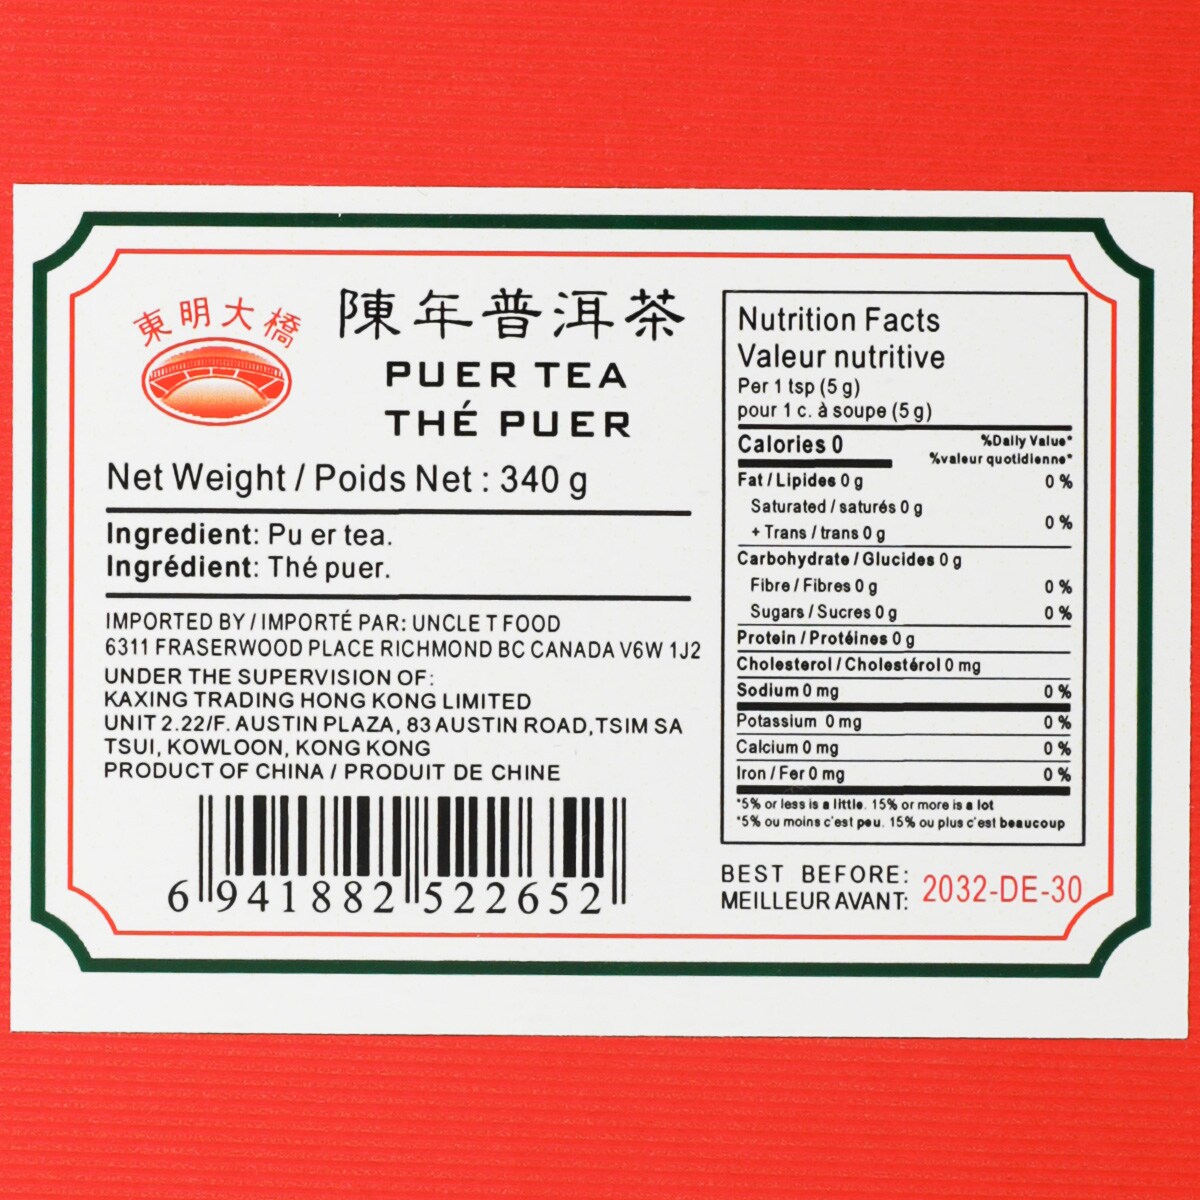 東明大橋
陳年普洱茶
PUER TEA
THÉ PUER
Net Weight / Poids Net : 340 g
Ingredient: Pu er tea.
Ingrédient: Thé puer.
IMPORTED BY / IMPORTÉ PAR: UNCLE T FOOD
6311 FRASERWOOD PLACE RICHMOND BC CANADA V6W 1J2
UNDER THE SUPERVISION OF:
KAXING TRADING HONG KONG LIMITED
UNIT 2.22/F. AUSTIN PLAZA, 83 AUSTIN ROAD, TSIM SA
TSUI, KOWLOON, KONG KONG
PRODUCT OF CHINA / PRODUIT DE CHINE
6 941882 522652
Nutrition Facts
Valeur nutritive
Per 1 tsp (5 g)
pour 1 c. à soupe (5 g)
Calories 0
%Daily Value*
%valeur quotidienne*
Fat / Lipides 0 g 0 %
Saturated / saturés 0 g
+ Trans / trans 0 g 0 %
Carbohydrate / Glucides 0 g
Fibre / Fibres 0 g 0 %
Sugars / Sucres 0 g 0 %
Protein / Protéines 0 g
Cholesterol / Cholestérol 0 mg
Sodium 0 mg 0 %
Potassium 0 mg 0 %
Calcium 0 mg 0 %
Iron / Fer 0 mg 0 %
*5% or less is a little. 15% or more is a lot
*5% ou moins c'est peu. 15% ou plus c'est beaucoup
BEST BEFORE:
MEILLEUR AVANT: 2032-DE-30